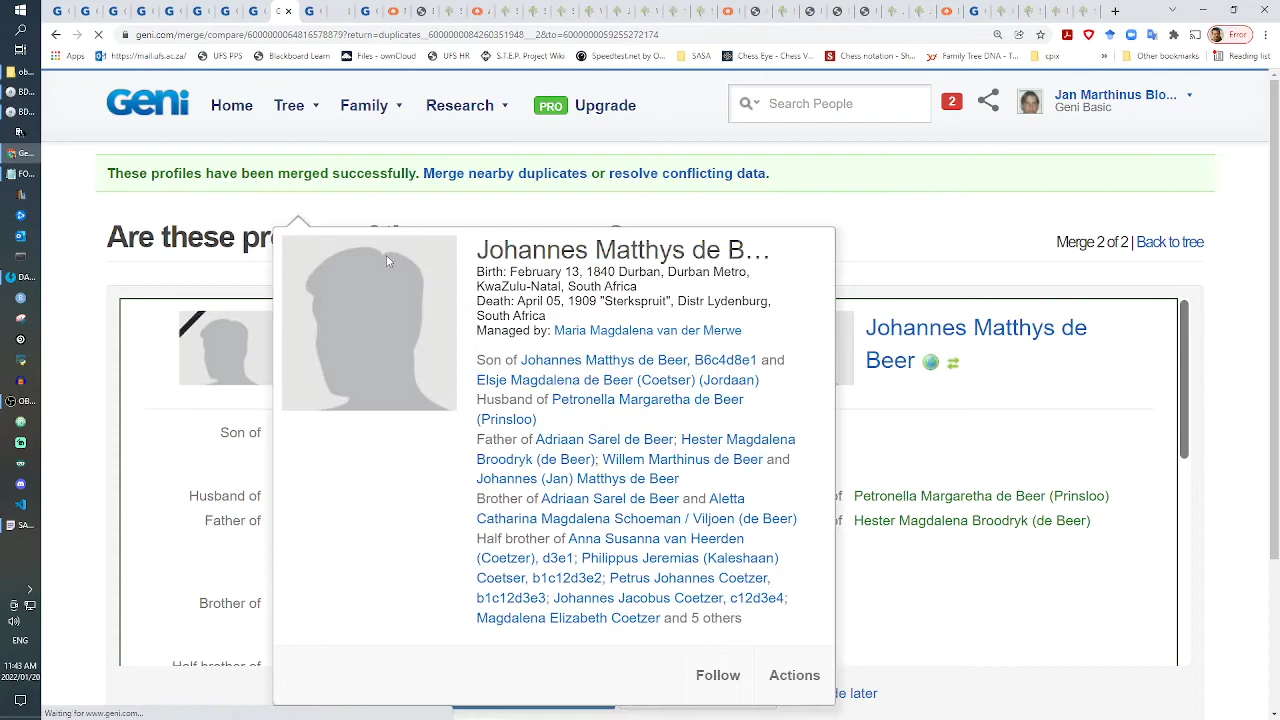 geni.com/merge/compare/6000000064816578879?return=duplicates__6000000084260351948__2&to=6000000059255272174
Error
Apps
https://mail.ufs.ac.za/
UFS PPS
Blackboard Learn
Files - ownCloud
UFS HR
S.T.E.P. Project Wiki
Speedtest.net by O...
SASA
Chess Eye - Chess V...
Chess notation - Wi...
Family Tree DNA - T...
cpix
Other bookmarks
Reading list
Geni
Home
Tree
Family
Research
PRO
Upgrade
Search People
2
Jan Marthinus Blo...
Geni Basic
These profiles have been merged successfully. Merge nearby duplicates or resolve conflicting data.
Are these pr
Merge 2 of 2 | Back to tree
Johannes Matthys de B...
Birth: February 13, 1840 Durban, Durban Metro,
KwaZulu-Natal, South Africa
Death: April 05, 1909 "Sterkspruit", Distr Lydenburg,
South Africa
Managed by: Maria Magdalena van der Merwe
Son of Johannes Matthys de Beer, B6c4d8e1 and
Elsje Magdalena de Beer (Coetser) (Jordaan)
Husband of Petronella Margaretha de Beer
(Prinsloo)
Father of Adriaan Sarel de Beer; Hester Magdalena
Broodryk (de Beer); Willem Marthinus de Beer and
Johannes (Jan) Matthys de Beer
Brother of Adriaan Sarel de Beer and Aletta
Catharina Magdalena Schoeman / Viljoen (de Beer)
Half brother of Anna Susanna van Heerden
(Coetzer), d3e1; Philippus Jeremias (Kaleshaan)
Coetser, b1c12d3e2; Petrus Johannes Coetzer,
b1c12d3e3; Johannes Jacobus Coetzer, c12d3e4;
Magdalena Elizabeth Coetzer and 5 others
Follow
Actions
Johannes Matthys de
Beer
Son of
Husband of
Petronella Margaretha de Beer (Prinsloo)
Father of
Hester Magdalena Broodryk (de Beer)
Brother of
Half brother of
de later
ENG
11:43 AM
Waiting for www.geni.com...